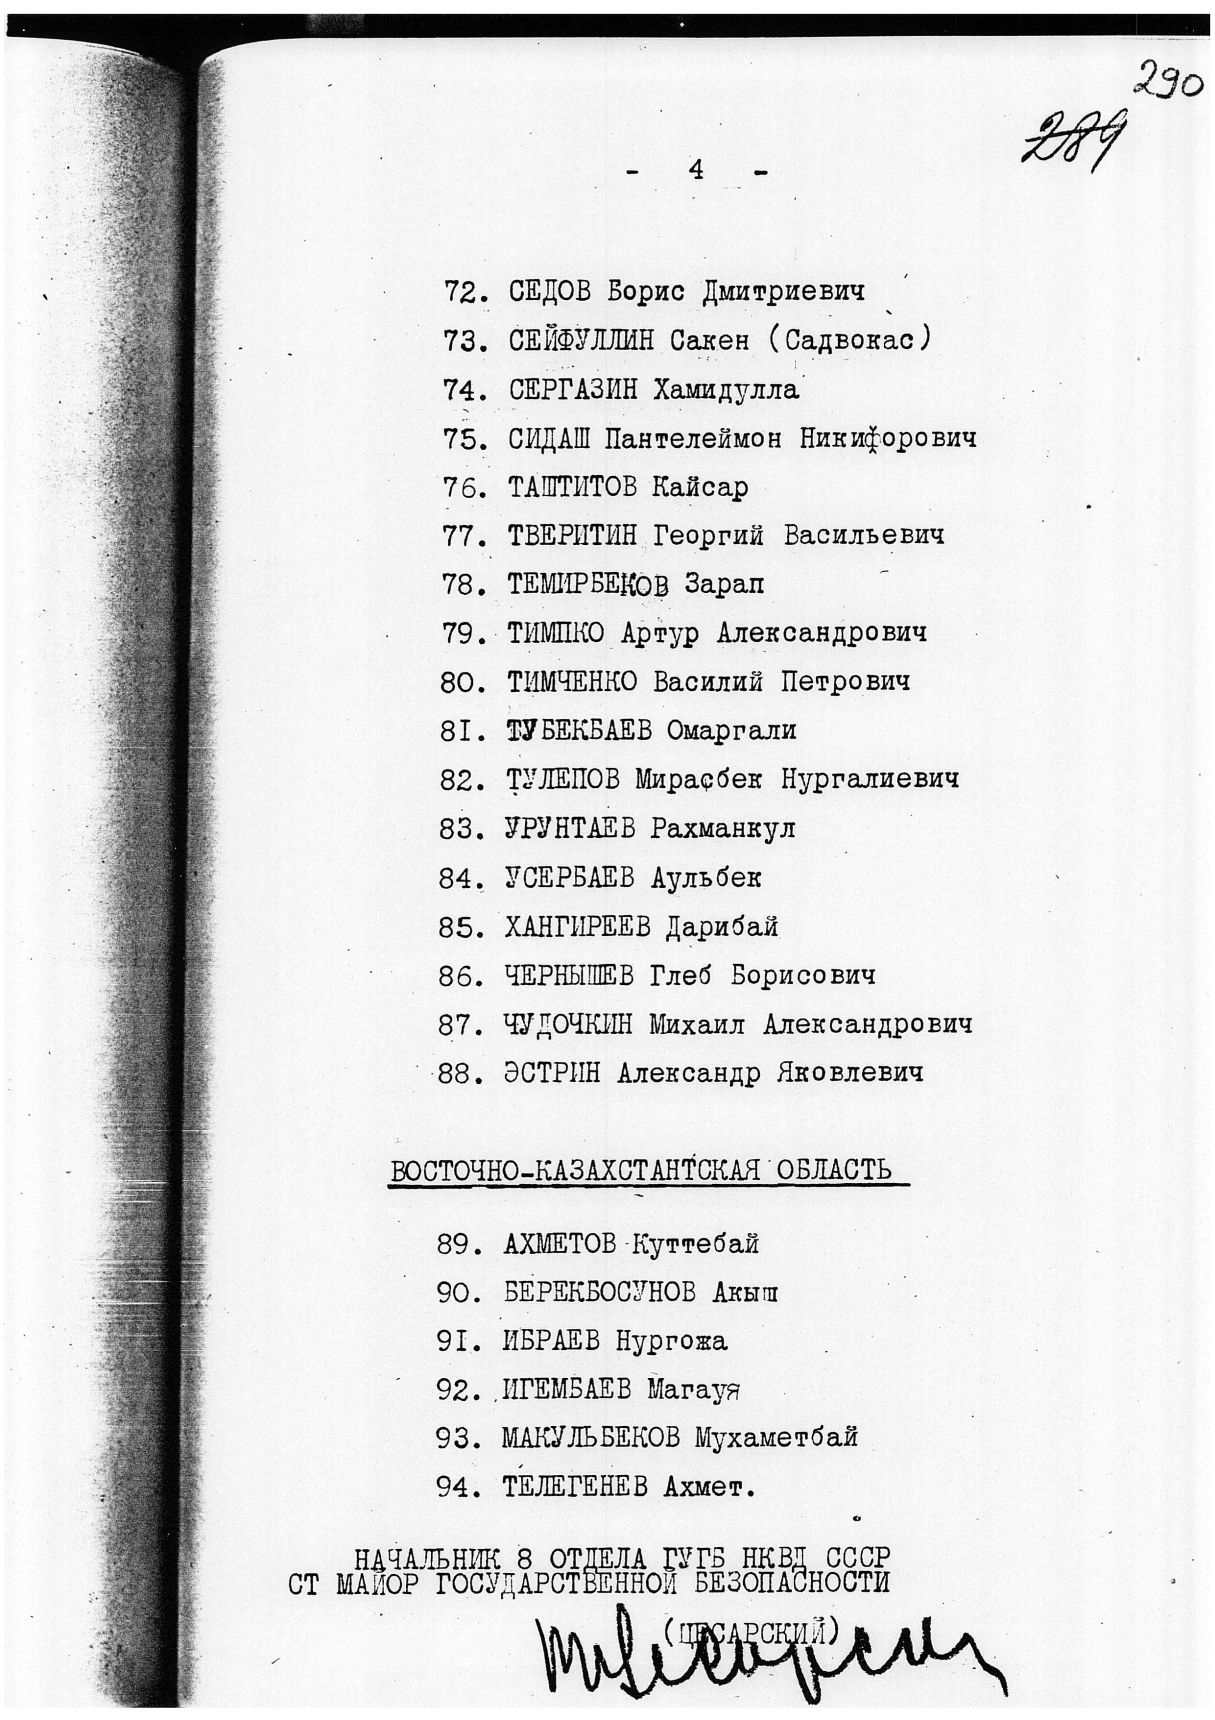 290
289
- 4 -
72. СЕДОВ Борис Дмитриевич
73. СЕЙФУЛЛИН Сакен (Садвокас)
74. СЕРГАЗИН Хамидулла
75. СИДАШ Пантелеймон Никифорович
76. ТАШТИТОВ Кайсар
77. ТВЕРИТИН Георгий Васильевич
78. ТЕМИРБЕКОВ Зарап
79. ТИМПКО Артур Александрович
80. ТИМЧЕНКО Василий Петрович
81. ТУБЕКБАЕВ Омаргали
82. ТУЛЕПОВ Мирасбек Нургалиевич
83. УРУНТАЕВ Рахманкул
84. УСЕРБАЕВ Аульбек
85. ХАНГИРЕЕВ Дарибай
86. ЧЕРНЫШЕВ Глеб Борисович
87. ЧУДОЧКИН Михаил Александрович
88. ЭСТРИН Александр Яковлевич
ВОСТОЧНО-КАЗАХСТАНТСКАЯ ОБЛАСТЬ
89. АХМЕТОВ Куттебай
90. БЕРЕКБОСУНОВ Акыш
91. ИБРАЕВ Нургожа
92. ИГЕМБАЕВ Магауя
93. МАКУЛЬБЕКОВ Мухаметбай
94. ТЕЛЕГЕНЕВ Ахмет.
НАЧАЛЬНИК 8 ОТДЕЛА ГУГБ НКВД СССР
СТ МАЙОР ГОСУДАРСТВЕННОЙ БЕЗОПАСНОСТИ
(ЦЕСАРСКИЙ)